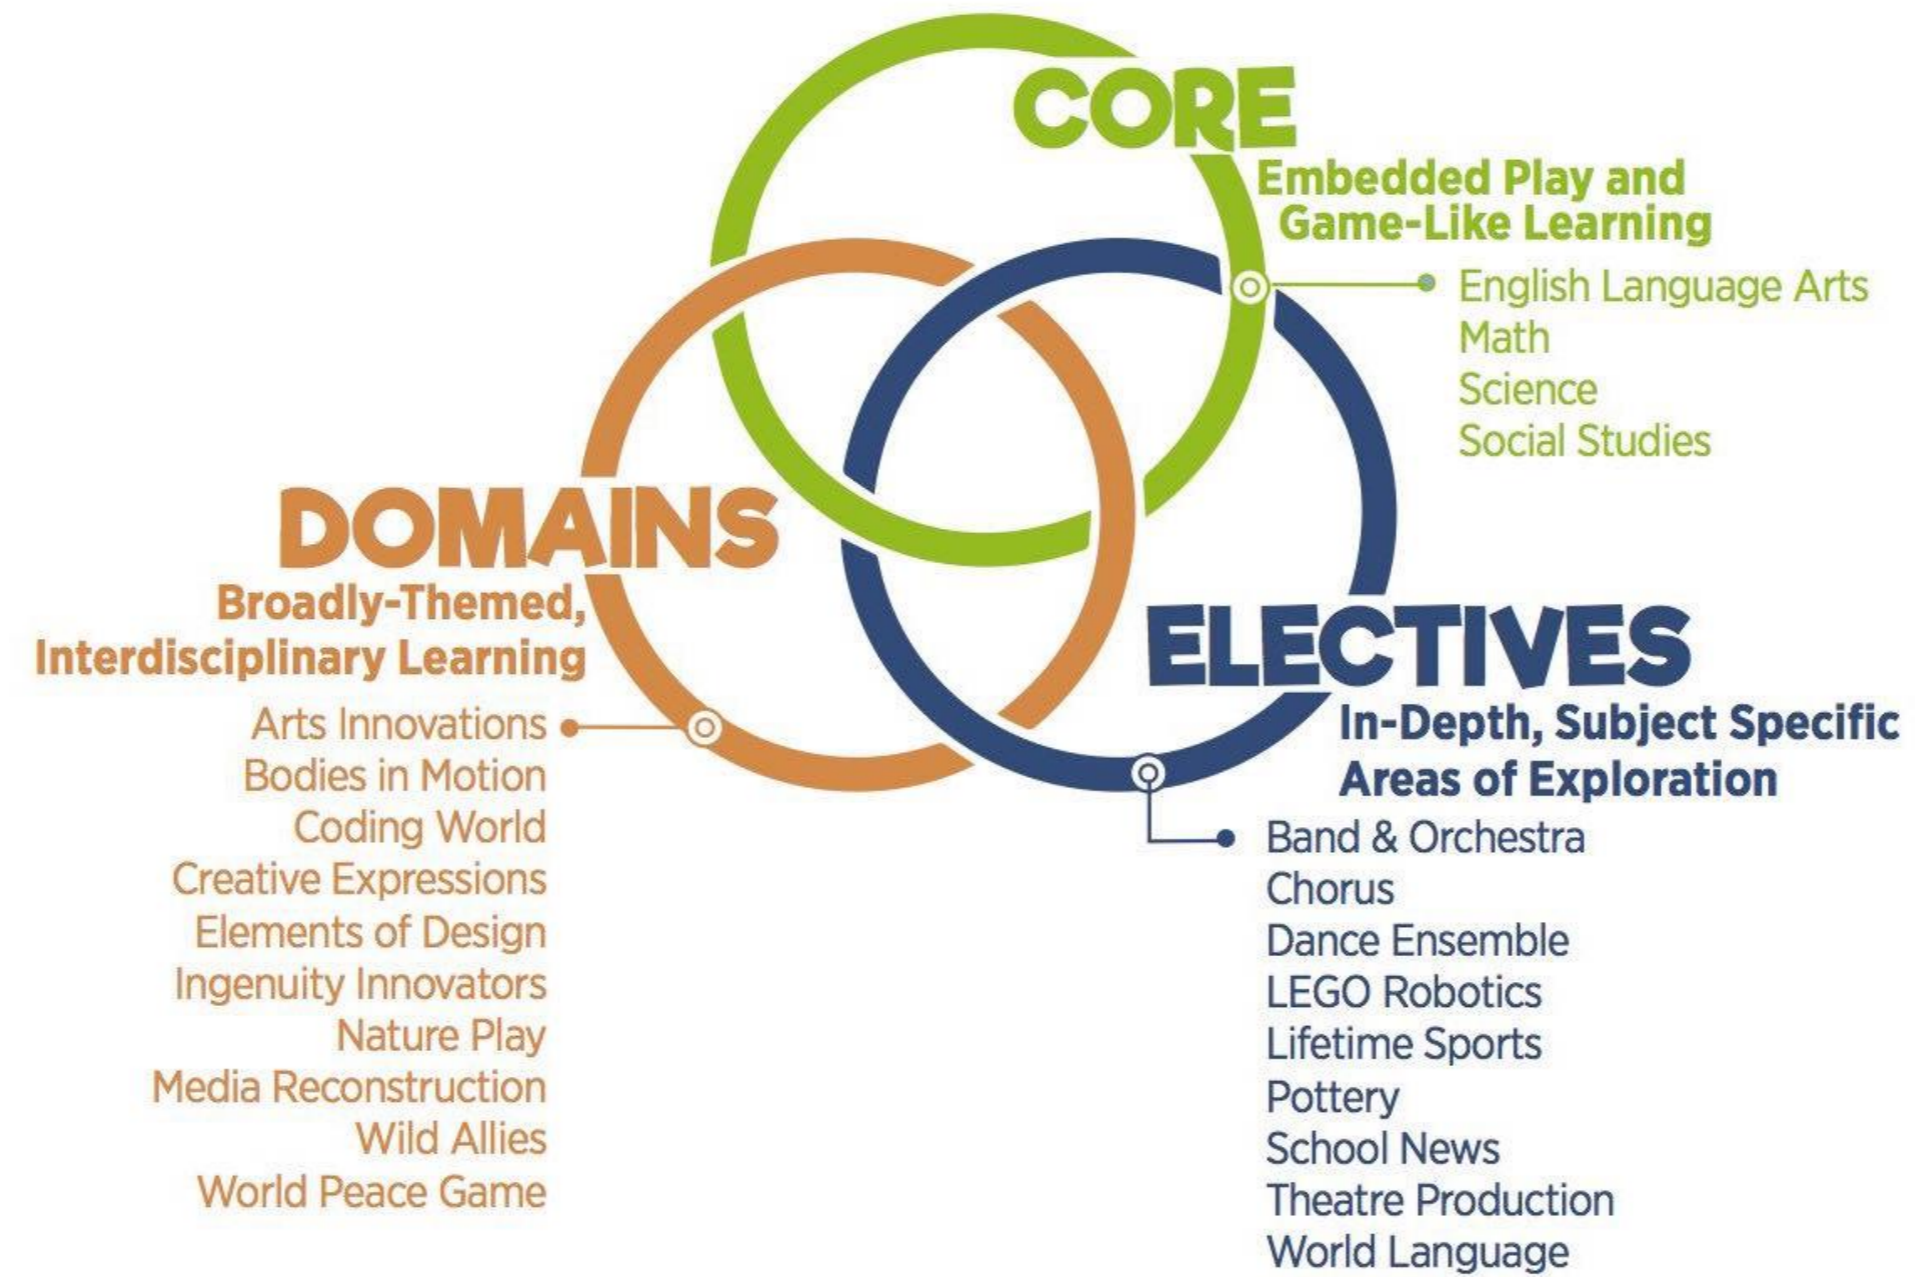 CORE
Embedded Play and
Game-Like Learning
English Language Arts
Math
Science
Social Studies
DOMAINS
Broadly-Themed,
Interdisciplinary Learning
Arts Innovations
Bodies in Motion
Coding World
Creative Expressions
Elements of Design
Ingenuity Innovators
Nature Play
Media Reconstruction
Wild Allies
World Peace Game
ELECTIVES
In-Depth, Subject Specific
Areas of Exploration
Band & Orchestra
Chorus
Dance Ensemble
LEGO Robotics
Lifetime Sports
Pottery
School News
Theatre Production
World Language